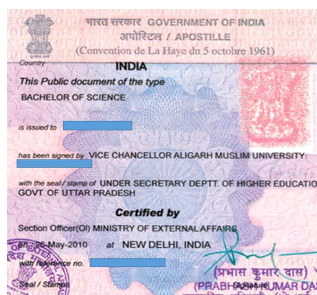 भारत सरकार GOVERNMENT OF INDIA
अपोस्टिल / APOSTILLE
(Convention de La Haye du 5 octobre 1961)
Country INDIA
This Public document of the type
BACHELOR OF SCIENCE
is issued to
has been signed by VICE CHANCELLOR ALIGARH MUSLIM UNIVERSITY
with the seal / stamp of UNDER SECRETARY DEPTT. OF HIGHER EDUCATIO
GOVT. OF UTTAR PRADESH
Certified by
Section Officer(OI) MINISTRY OF EXTERNAL AFFAIRS
on 26-May-2010 at NEW DELHI, INDIA
with reference no.
(प्रभास कुमार दास)
Seal / Stamp (PRABH KUMAR DA